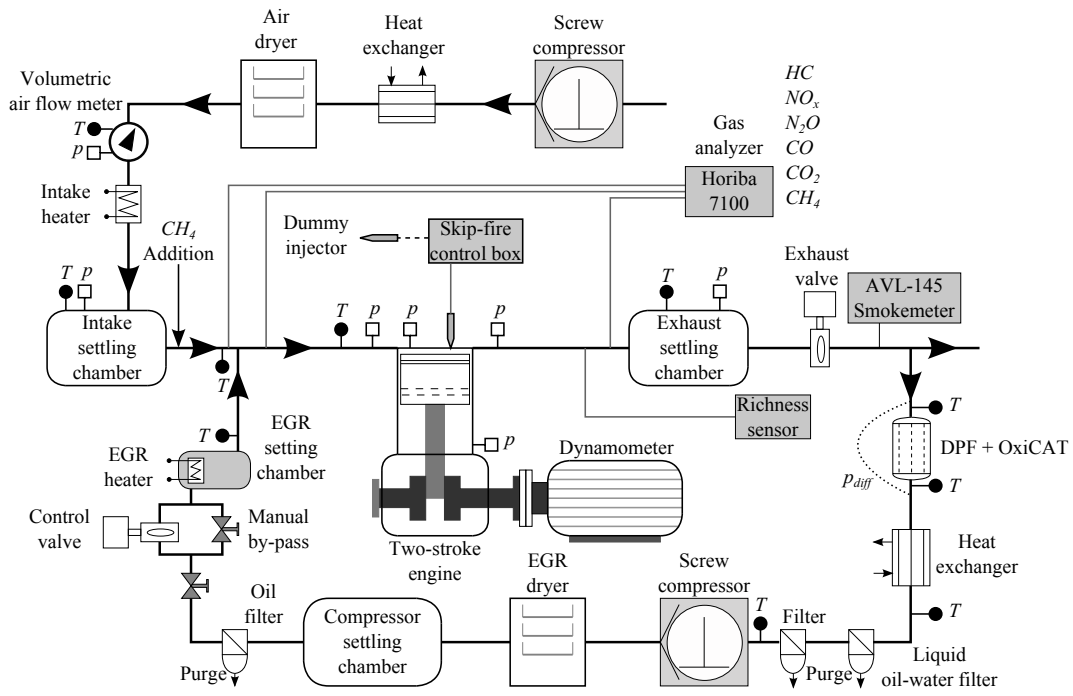 Air
dryer
Heat
exchanger
Screw
compressor
Volumetric
air flow meter
T
p
Intake
heater
CH4
Addition
Gas
analyzer
Horiba
7100
HC
NOx
N2O
CO
CO2
CH4
Dummy
injector
Skip-fire
control box
Exhaust
valve
AVL-145
Smokemeter
T
p
Intake
settling
chamber
T
T
p
p
p
T
p
Exhaust
settling
chamber
Richness
sensor
T
DPF + OxiCAT
T
pdiff
T
EGR
setting
chamber
EGR
heater
p
Dynamometer
Control
valve
Manual
by-pass
Two-stroke
engine
Heat
exchanger
T
Oil
filter
Purge
Compressor
settling
chamber
EGR
dryer
Screw
compressor
T
Filter
Purge
Liquid
oil-water filter